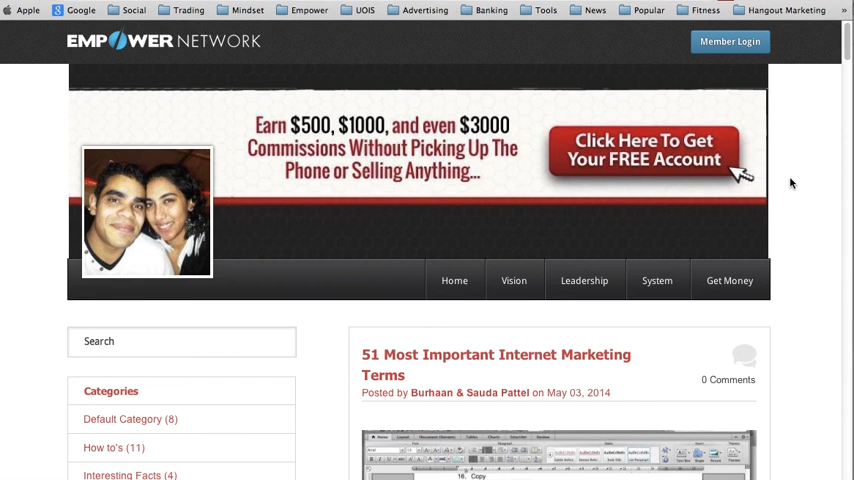 Apple Google Social Trading Mindset Empower UOIS Advertising Banking Tools News Popular Fitness Hangout Marketing »
EMPOWER NETWORK
Member Login
Earn $500, $1000, and even $3000
Commissions Without Picking Up The
Phone or Selling Anything...
Click Here To Get
Your FREE Account
Home Vision Leadership System Get Money
Search
Categories
Default Category (8)
How to's (11)
Interesting Facts (4)
51 Most Important Internet Marketing
Terms
0 Comments
Posted by Burhaan & Sauda Pattel on May 03, 2014
16. Copy